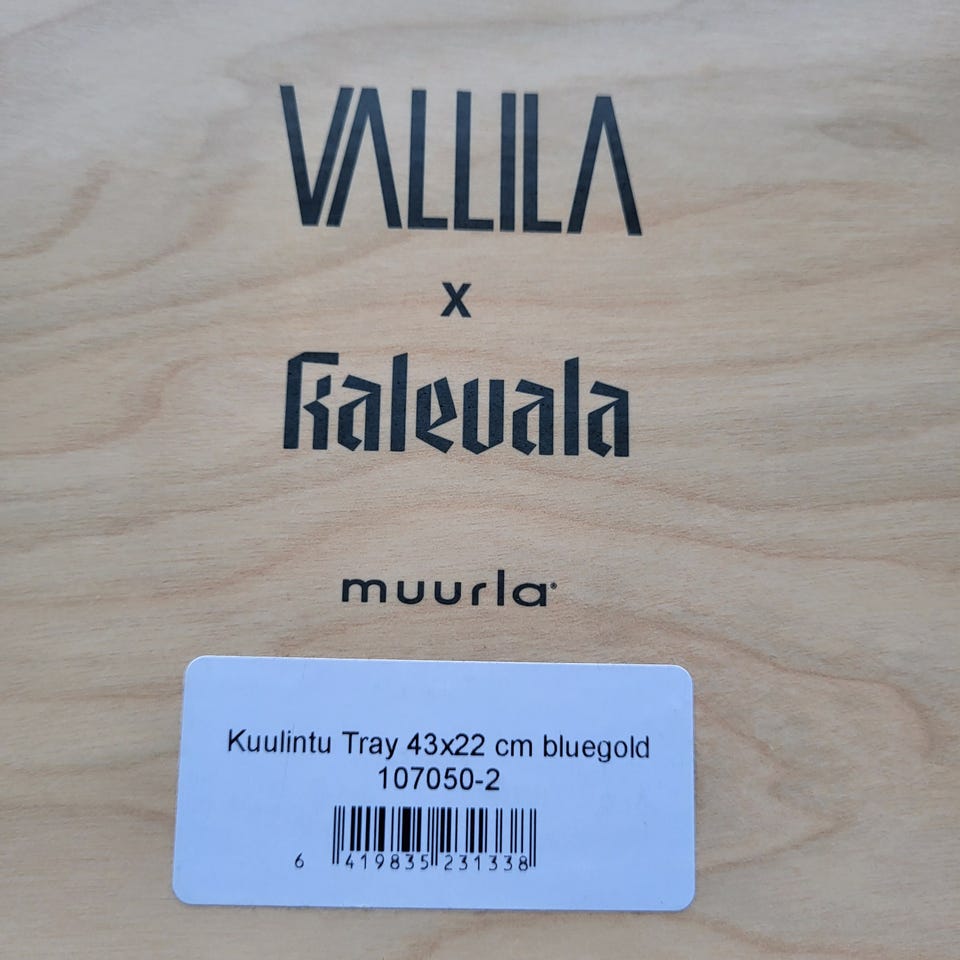 VALLILA
x
Kalevala
muurla®
Kuulintu Tray 43x22 cm bluegold
107050-2
6 419835 231338